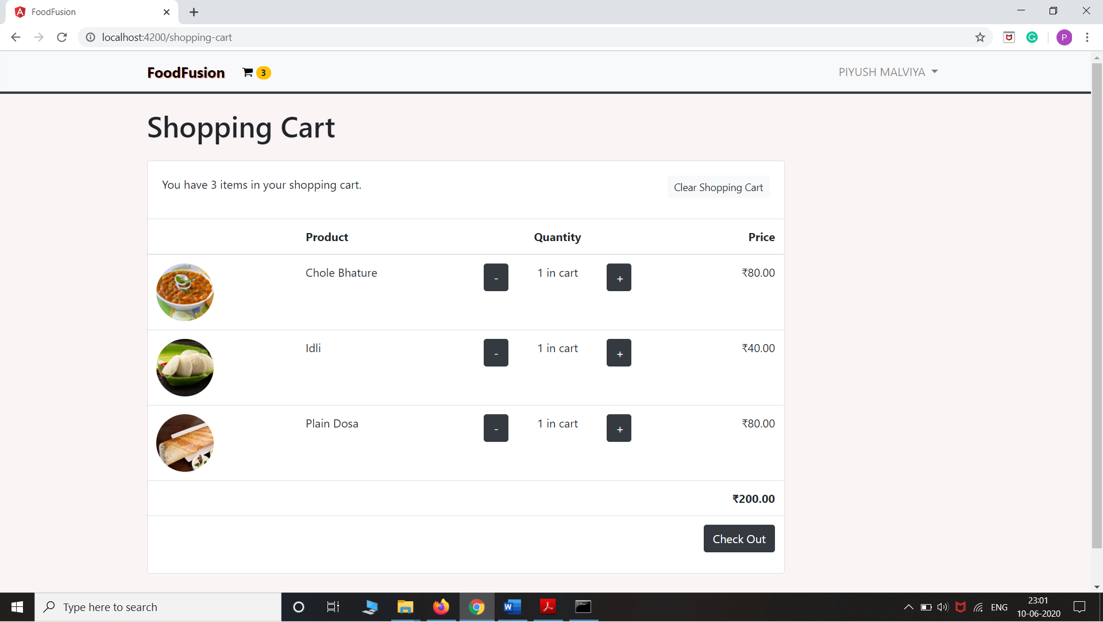 FoodFusion
localhost:4200/shopping-cart
P
FoodFusion 3 PIYUSH MALVIYA
Shopping Cart
You have 3 items in your shopping cart. Clear Shopping Cart
Product Quantity Price
Chole Bhature - 1 in cart + ₹80.00
Idli - 1 in cart + ₹40.00
Plain Dosa - 1 in cart + ₹80.00
₹200.00
Check Out
Type here to search ENG 23:01
10-06-2020